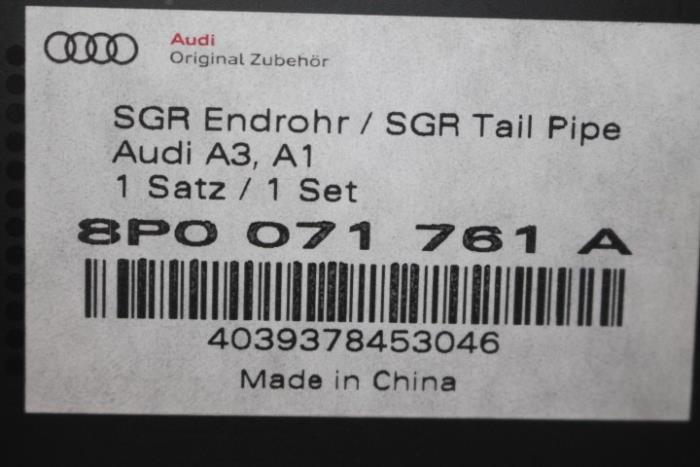 Audi
Original Zubehör
SGR Endrohr / SGR Tail Pipe
Audi A3, A1
1 Satz / 1 Set
8P0 071 761 A
4039378453046
Made in China